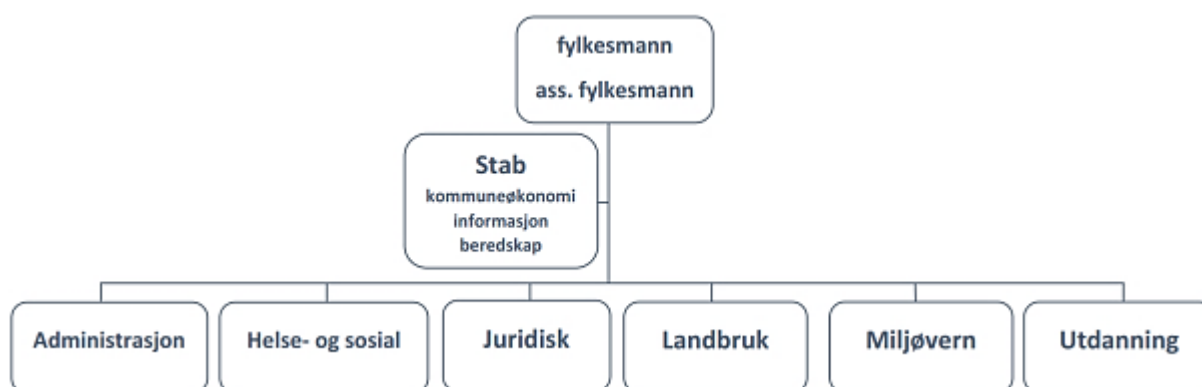 fylkesmann
ass. fylkesmann
Stab
kommuneøkonomi
informasjon
beredskap
Administrasjon
Helse- og sosial
Juridisk
Landbruk
Miljøvern
Utdanning